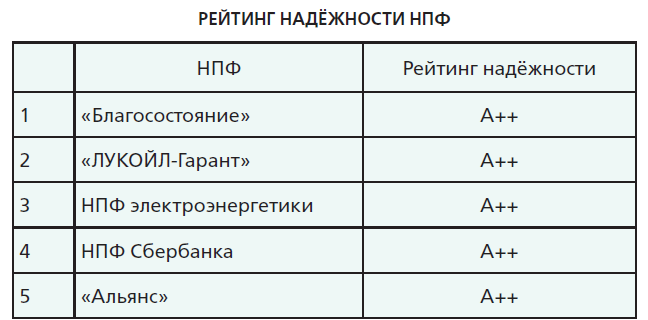 РЕЙТИНГ НАДЁЖНОСТИ НПФ
НПФ Рейтинг надёжности
1 «Благосостояние» А++
2 «ЛУКОЙЛ-Гарант» А++
3 НПФ электроэнергетики А++
4 НПФ Сбербанка А++
5 «Альянс» А++